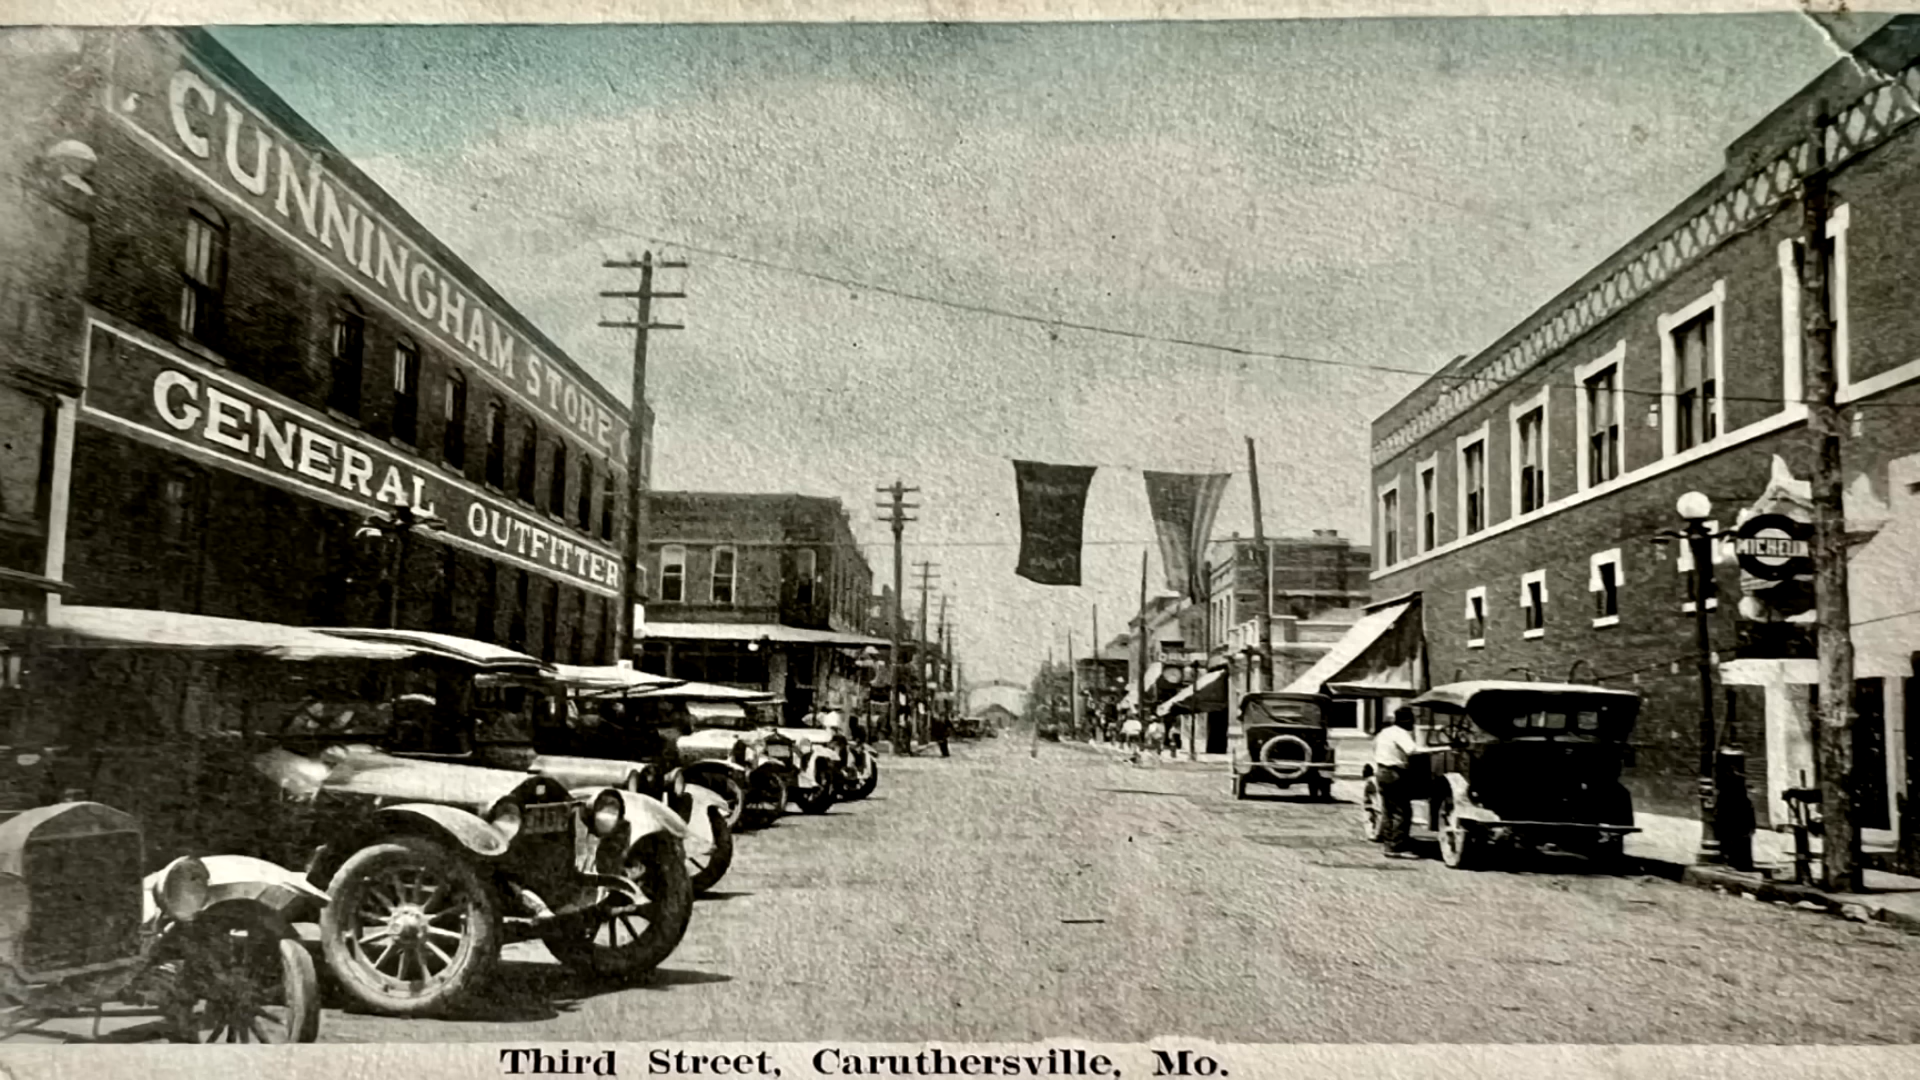 CUNNINGHAM STORE
GENERAL OUTFITTER
MICHELIN
Third Street, Caruthersville, Mo.